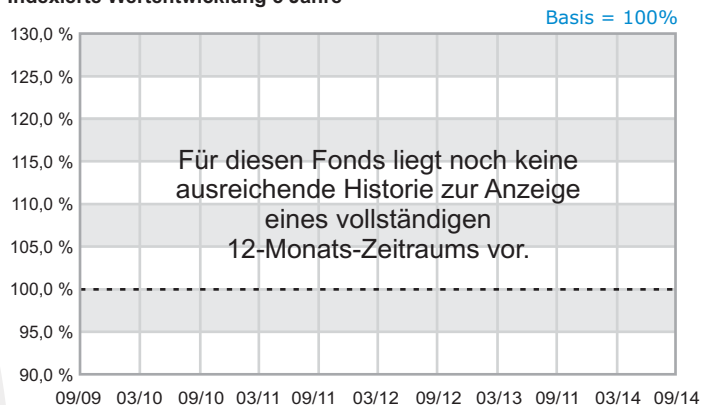 Indexierte Wertentwicklung 5 Jahre
Basis = 100%
130,0 %
125,0 %
120,0 %
115,0 %
110,0 %
105,0 %
100,0 %
95,0 %
90,0 %
Für diesen Fonds liegt noch keine
ausreichende Historie zur Anzeige
eines vollständigen
12-Monats-Zeitraums vor.
09/09 03/10 09/10 03/11 09/11 03/12 09/12 03/13 09/11 03/14 09/14